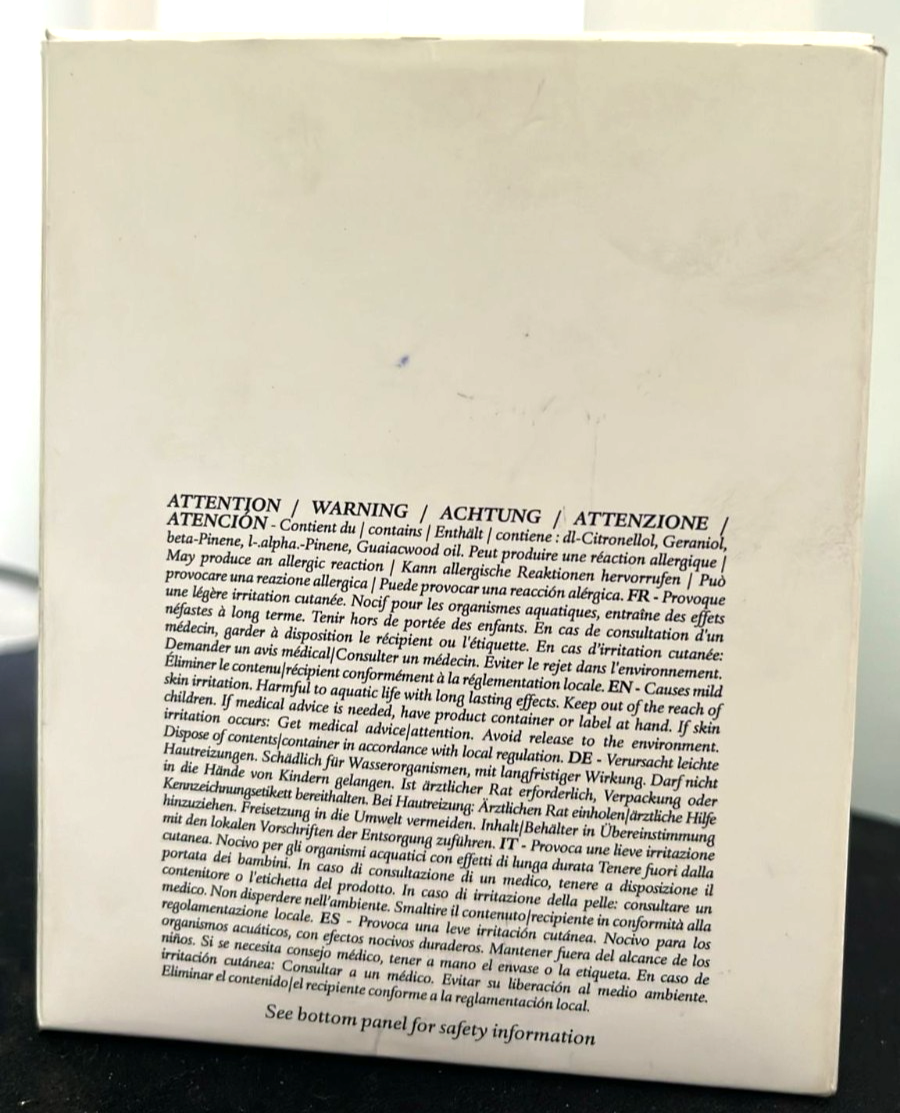 ATTENTION / WARNING / ACHTUNG / ATTENZIONE /
ATENCIÓN - Contient du | contains | Enthält | contiene : dl-Citronellol, Geraniol,
beta-Pinene, l-.alpha.-Pinene, Guaiacwood oil. Peut produire une réaction allergique |
May produce an allergic reaction | Kann allergische Reaktionen hervorrufen | Può
provocare una reazione allergica | Puede provocar una reacción alérgica. FR - Provoque
une légère irritation cutanée. Nocif pour les organismes aquatiques, entraîne des effets
néfastes à long terme. Tenir hors de portée des enfants. En cas de consultation d'un
médecin, garder à disposition le récipient ou l'étiquette. En cas d'irritation cutanée:
Demander un avis médical/Consulter un médecin. Éviter le rejet dans l'environnement.
Éliminer le contenu/récipient conformément à la réglementation locale. EN - Causes mild
skin irritation. Harmful to aquatic life with long lasting effects. Keep out of the reach of
children. If medical advice is needed, have product container or label at hand. If skin
irritation occurs: Get medical advice/attention. Avoid release to the environment.
Dispose of contents/container in accordance with local regulation. DE - Verursacht leichte
Hautreizungen. Schädlich für Wasserorganismen, mit langfristiger Wirkung. Darf nicht
in die Hände von Kindern gelangen. Ist ärztlicher Rat erforderlich, Verpackung oder
Kennzeichnungsetikett bereithalten. Bei Hautreizung: Ärztlichen Rat einholen/ärztliche Hilfe
hinzuziehen. Freisetzung in die Umwelt vermeiden. Inhalt/Behälter in Übereinstimmung
mit den lokalen Vorschriften der Entsorgung zuführen. IT - Provoca una lieve irritazione
cutanea. Nocivo per gli organismi acquatici con effetti di lunga durata Tenere fuori dalla
portata dei bambini. In caso di consultazione di un medico, tenere a disposizione il
contenitore o l'etichetta del prodotto. In caso di irritazione della pelle: consultare un
medico. Non disperdere nell'ambiente. Smaltire il contenuto/recipiente in conformità alla
regolamentazione locale. ES - Provoca una leve irritación cutánea. Nocivo para los
organismos acuáticos, con efectos nocivos duraderos. Mantener fuera del alcance de los
niños. Si se necesita consejo médico, tener a mano el envase o la etiqueta. En caso de
irritación cutánea: Consultar a un médico. Evitar su liberación al medio ambiente.
Eliminar el contenido/el recipiente conforme a la reglamentación local.
See bottom panel for safety information